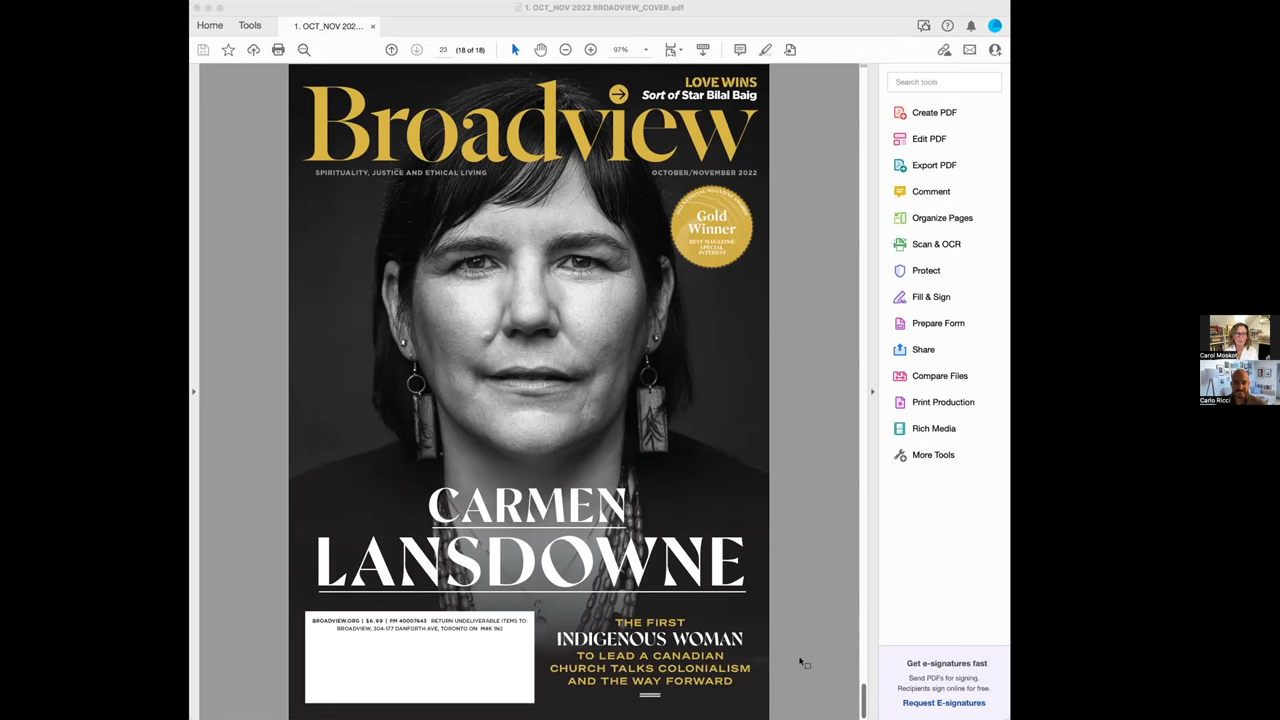 1. OCT_NOV 2022 BROADVIEW_COVER.pdf
Home Tools 1. OCT_NOV 202... ×
23 (18 of 18) 97%
LOVE WINS
Sort of Star Bilal Baig
Broadview
SPIRITUALITY, JUSTICE AND ETHICAL LIVING
OCTOBER/NOVEMBER 2022
Gold
Winner
BEST MAGAZINE:
SPECIAL
INTEREST
CARMEN
LANSDOWNE
BROADVIEW.ORG | $6.99 | PM 40007643 RETURN UNDELIVERABLE ITEMS TO:
BROADVIEW, 304-177 DANFORTH AVE, TORONTO ON M4K 1N2
THE FIRST
INDIGENOUS WOMAN
TO LEAD A CANADIAN
CHURCH TALKS COLONIALISM
AND THE WAY FORWARD
Search tools
Create PDF
Edit PDF
Export PDF
Comment
Organize Pages
Scan & OCR
Protect
Fill & Sign
Prepare Form
Share
Compare Files
Print Production
Rich Media
More Tools
Get e-signatures fast
Send PDFs for signing.
Recipients sign online for free.
Request E-signatures
Carol Moskot
Carlo Ricci